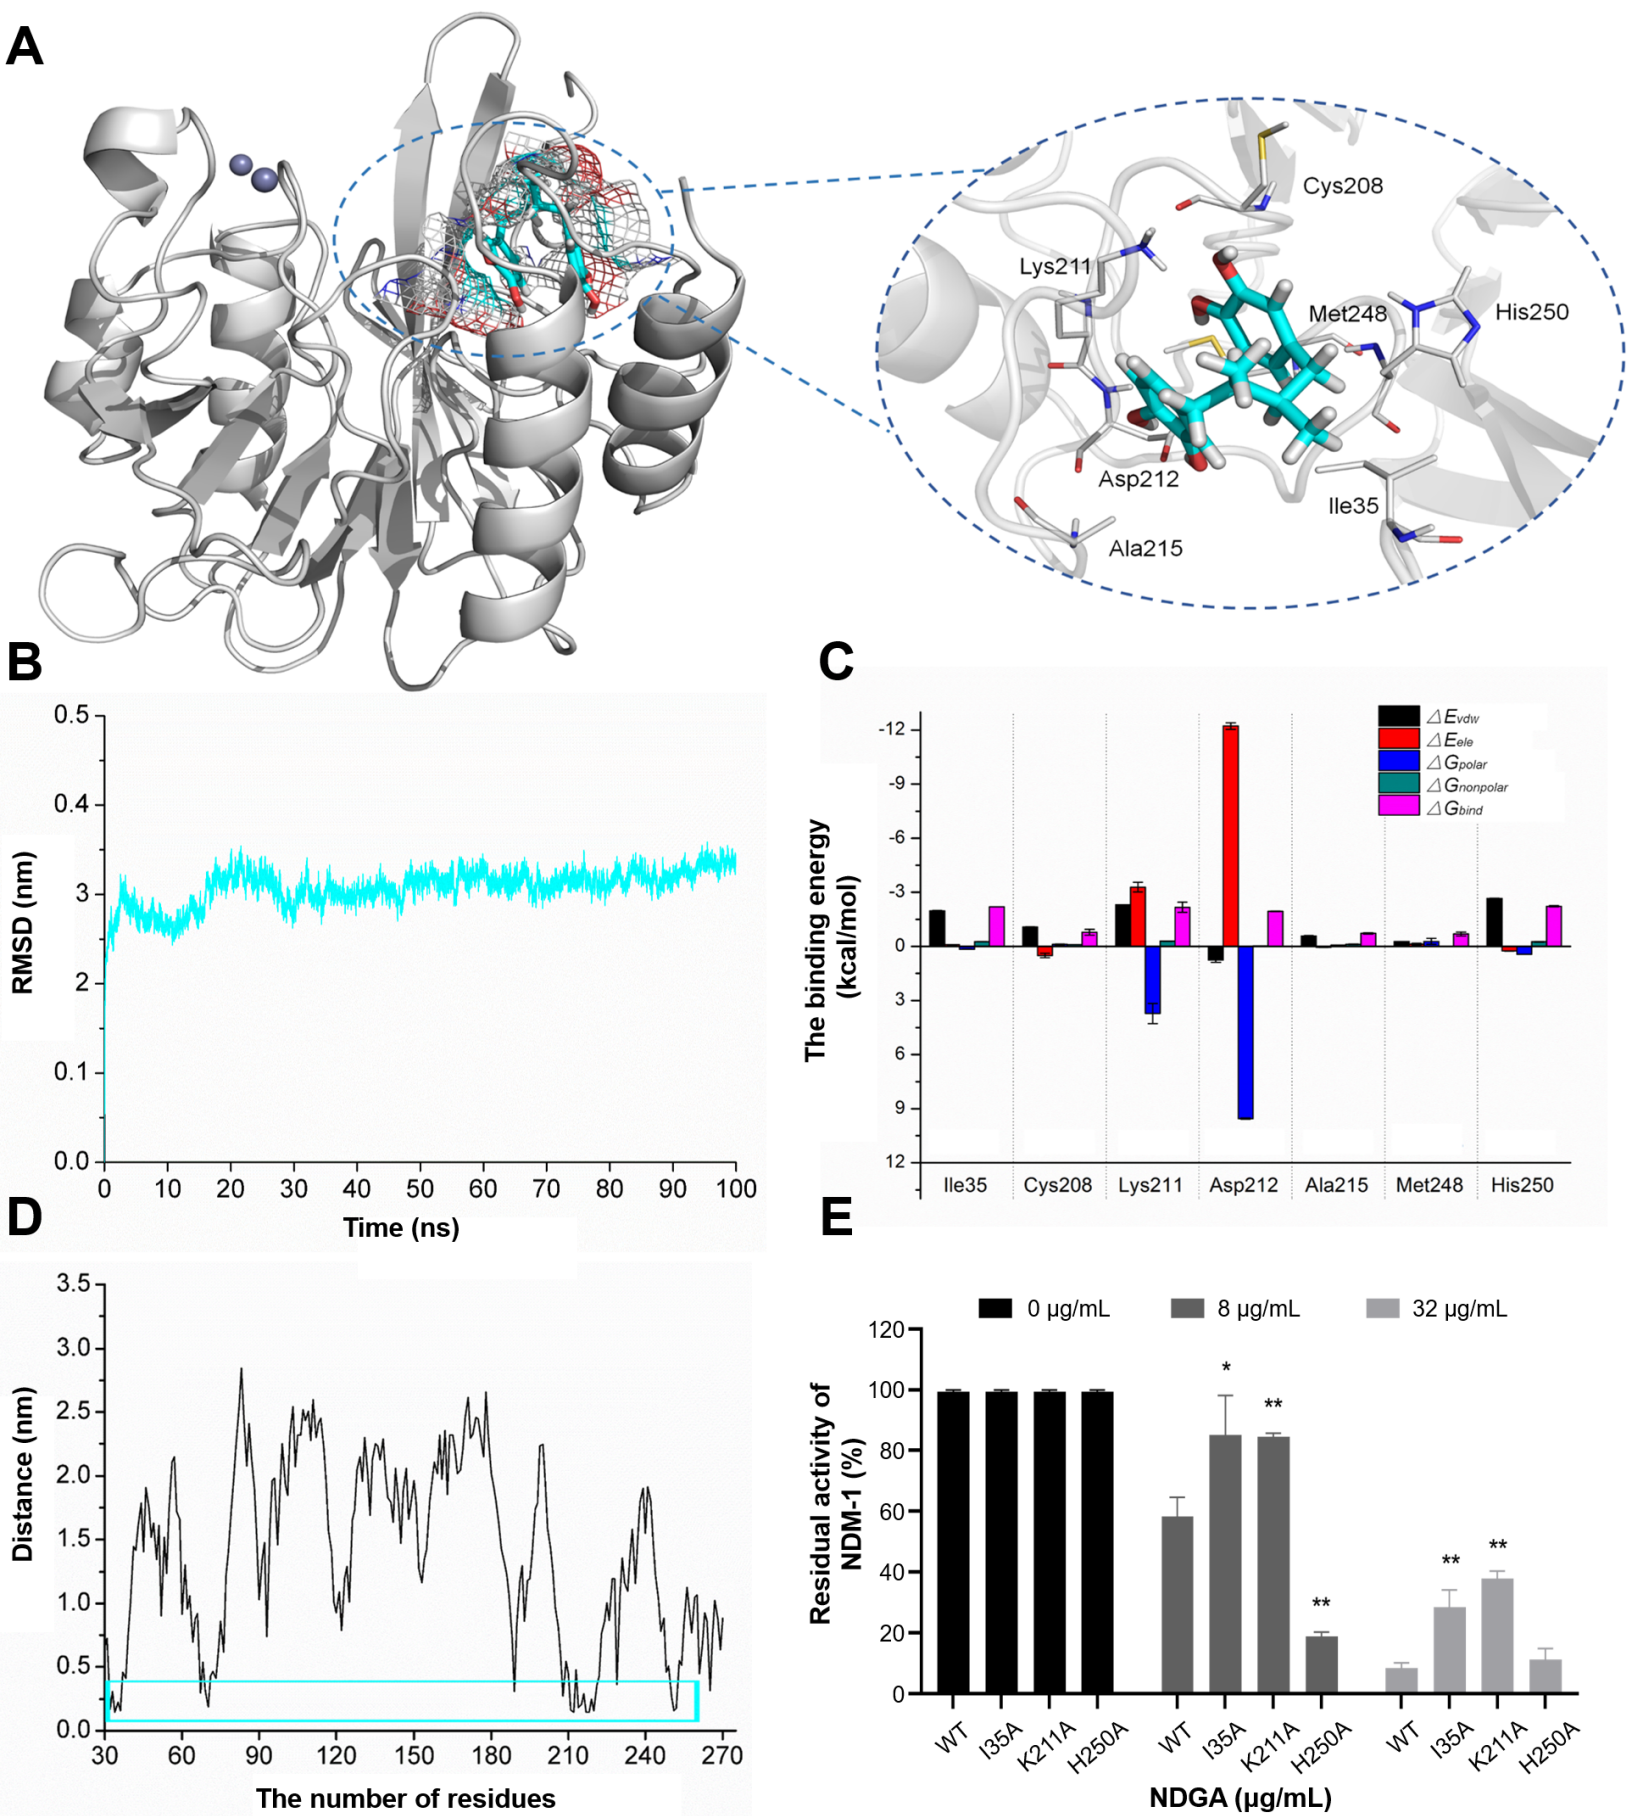 A
Cys208
Lys211
Met248
His250
Asp212
Ile35
Ala215
B
0.5
0.4
3
2
0.1
0.0
RMSD (nm)
0 10 20 30 40 50 60 70 80 90 100
Time (ns)
C
△Evdw
△Eele
△Gpolar
△Gnonpolar
△Gbind
-12
-9
-6
-3
0
3
6
9
12
The binding energy
(kcal/mol)
Ile35 Cys208 Lys211 Asp212 Ala215 Met248 His250
D
3.5
3.0
2.5
2.0
1.5
1.0
0.5
0.0
Distance (nm)
30 60 90 120 150 180 210 240 270
The number of residues
E
0 μg/mL 8 μg/mL 32 μg/mL
120
100
80
60
40
20
0
Residual activity of
NDM-1 (%)
* ** ** ** **
WT I35A K211A H250A WT I35A K211A H250A WT I35A K211A H250A
NDGA (μg/mL)